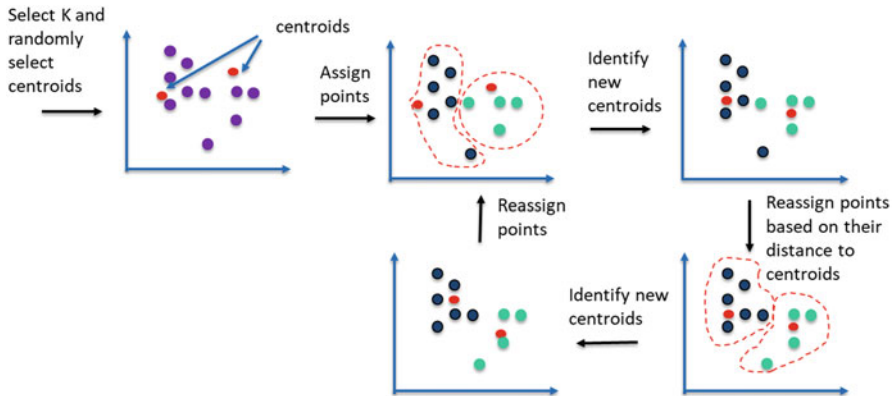 Select K and
randomly
select
centroids
centroids
Assign
points
Identify
new
centroids
Reassign points
based on their
distance to
centroids
Identify new
centroids
Reassign
points